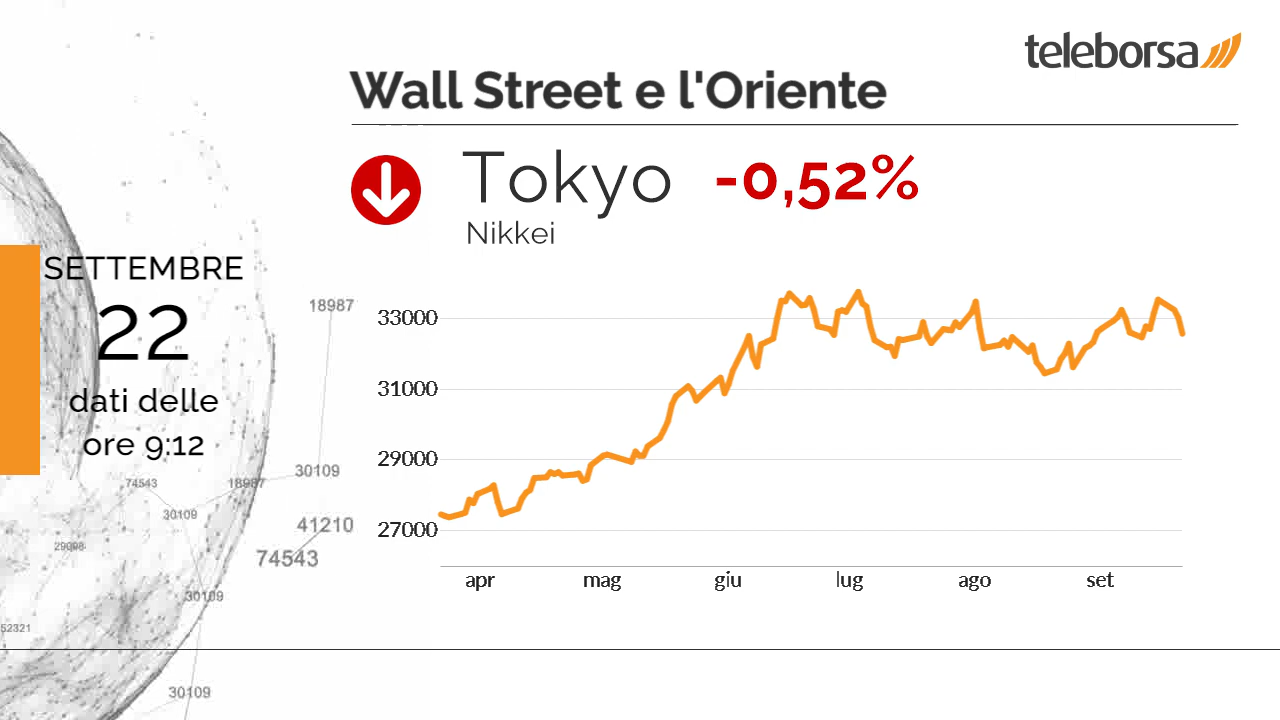 teleborsa
Wall Street e l'Oriente
Tokyo -0,52%
Nikkei
SETTEMBRE
22
dati delle
ore 9:12
18987
30109
41210
74543
74543
18987
30109
29098
30109
52321
30109
33000
31000
29000
27000
apr mag giu lug ago set